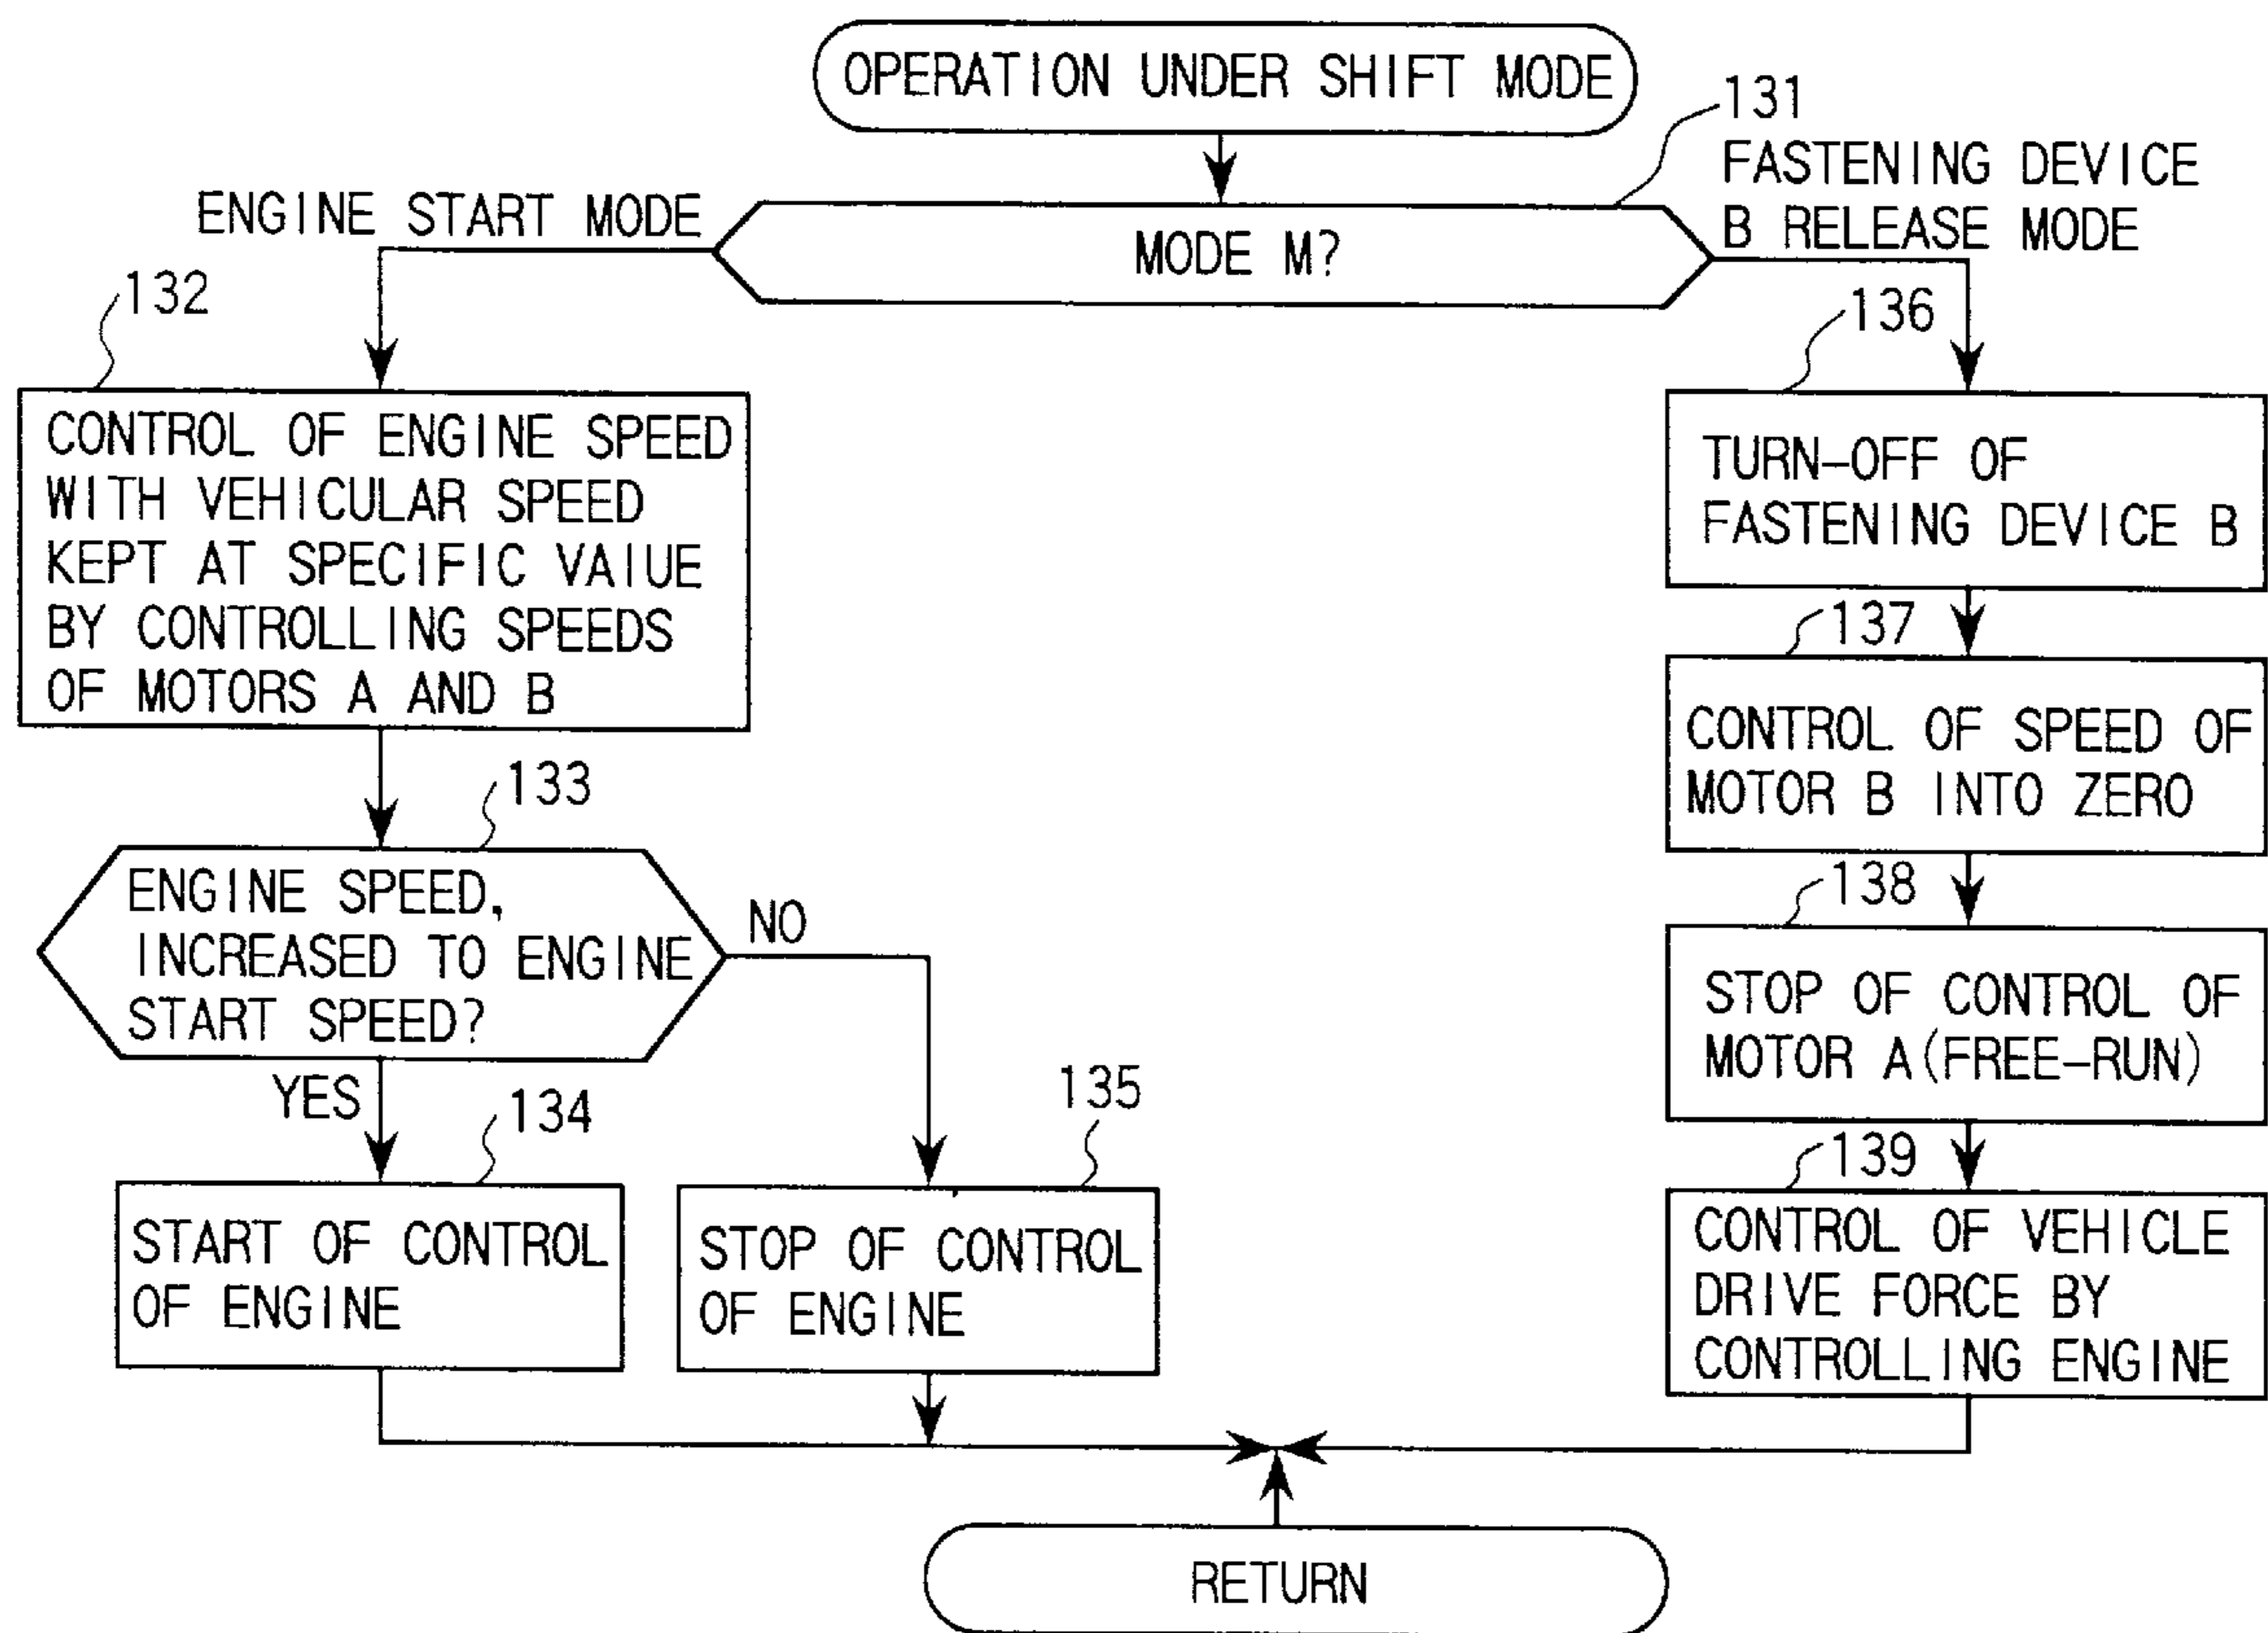 OPERATION UNDER SHIFT MODE
131
FASTENING DEVICE
B RELEASE MODE
ENGINE START MODE
MODE M?
132
136
CONTROL OF ENGINE SPEED
WITH VEHICULAR SPEED
KEPT AT SPECIFIC VAIUE
BY CONTROLLING SPEEDS
OF MOTORS A AND B
TURN-OFF OF
FASTENING DEVICE B
137
CONTROL OF SPEED OF
MOTOR B INTO ZERO
133
ENGINE SPEED,
INCREASED TO ENGINE
START SPEED?
NO
138
STOP OF CONTROL OF
MOTOR A(FREE-RUN)
YES
134
135
139
START OF CONTROL
OF ENGINE
STOP OF CONTROL
OF ENGINE
CONTROL OF VEHICLE
DRIVE FORCE BY
CONTROLLING ENGINE
RETURN